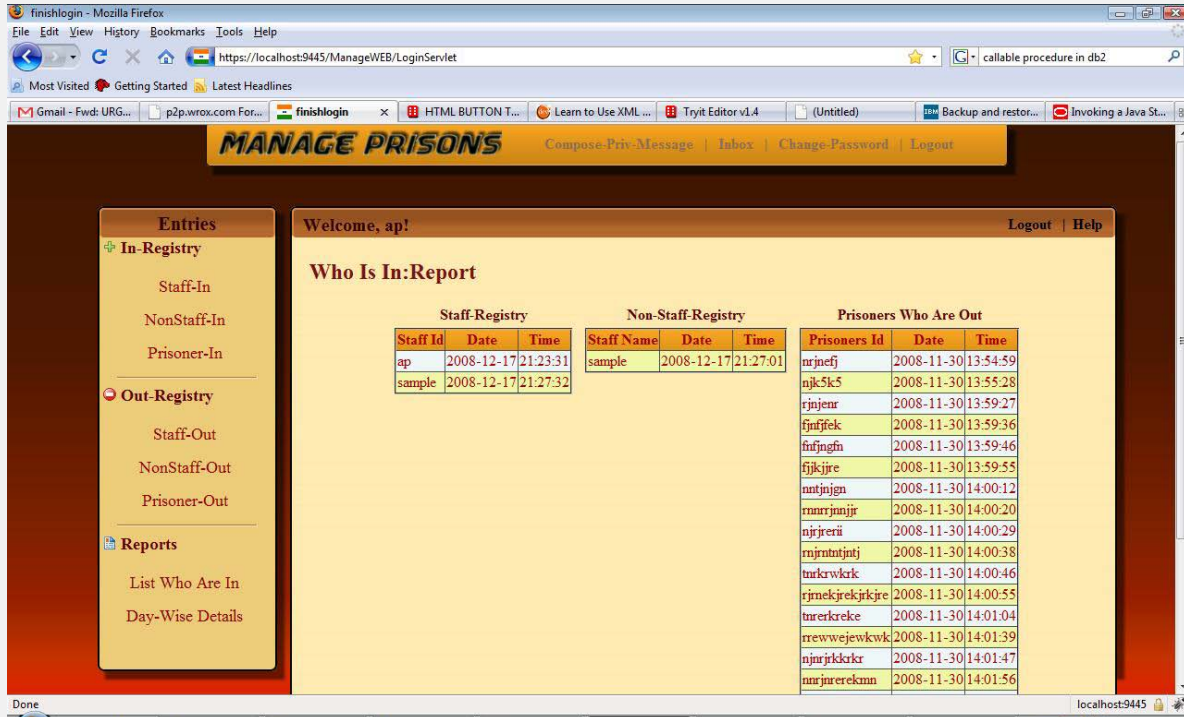 finishlogin - Mozilla Firefox
File Edit View History Bookmarks Tools Help
https://localhost:9445/ManageWEB/LoginServlet
callable procedure in db2
Most Visited Getting Started Latest Headlines
Gmail - Fwd: URG... p2p.wrox.com For... finishlogin HTML BUTTON T... Learn to Use XML ... Tryit Editor v1.4 (Untitled) Backup and restor... Invoking a Java St...
MANAGE PRISONS
Compose-Priv-Message | Inbox | Change-Password | Logout
Entries
In-Registry
Staff-In
NonStaff-In
Prisoner-In
Out-Registry
Staff-Out
NonStaff-Out
Prisoner-Out
Reports
List Who Are In
Day-Wise Details
Welcome, ap!
Logout | Help
Who Is In:Report
Staff-Registry
Staff Id Date Time
ap 2008-12-17 21:23:31
sample 2008-12-17 21:27:32
Non-Staff-Registry
Staff Name Date Time
sample 2008-12-17 21:27:01
Prisoners Who Are Out
Prisoners Id Date Time
nrjnefj 2008-11-30 13:54:59
njk5k5 2008-11-30 13:55:28
rjnjenr 2008-11-30 13:59:27
fjnfjfek 2008-11-30 13:59:36
fnfjngfn 2008-11-30 13:59:46
fjjkjjre 2008-11-30 13:59:55
nntjnjgn 2008-11-30 14:00:12
2008-11-30 14:00:20
njrjrerii 2008-11-30 14:00:29
2008-11-30 14:00:38
tnrkrwkrk 2008-11-30 14:00:46
2008-11-30 14:00:55
tnrerkreke 2008-11-30 14:01:04
rrewwejewkwk 2008-11-30 14:01:39
njnrjrkkrkr 2008-11-30 14:01:47
nnrjnrerekmn 2008-11-30 14:01:56
Done
localhost:9445